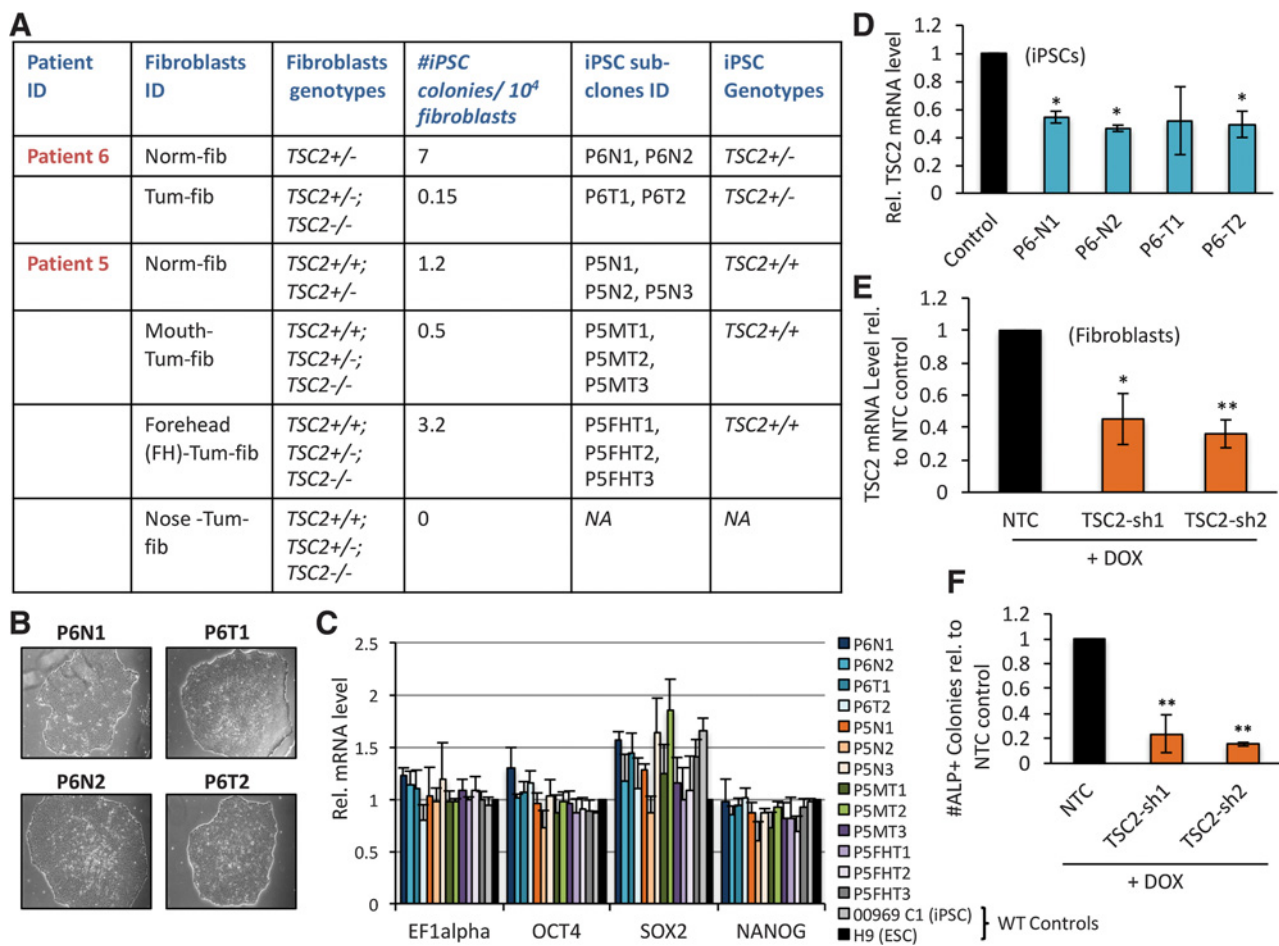 A
Patient ID
Fibroblasts ID
Fibroblasts genotypes
#iPSC colonies/ 10⁴ fibroblasts
iPSC sub-clones ID
iPSC Genotypes
Patient 6
Norm-fib
TSC2+/-
7
P6N1, P6N2
TSC2+/-
Tum-fib
TSC2+/-;
TSC2-/-
0.15
P6T1, P6T2
TSC2+/-
Patient 5
Norm-fib
TSC2+/+;
TSC2+/-
1.2
P5N1,
P5N2, P5N3
TSC2+/+
Mouth-
Tum-fib
TSC2+/+;
TSC2+/-;
TSC2-/-
0.5
P5MT1,
P5MT2,
P5MT3
TSC2+/+
Forehead
(FH)-Tum-fib
TSC2+/+;
TSC2+/-;
TSC2-/-
3.2
P5FHT1,
P5FHT2,
P5FHT3
TSC2+/+
Nose -Tum-
fib
TSC2+/+;
TSC2+/-;
TSC2-/-
0
NA
NA
B
P6N1
P6T1
P6N2
P6T2
C
Rel. mRNA level
2.5
2
1.5
1
0.5
0
EF1alpha
OCT4
SOX2
NANOG
P6N1
P6N2
P6T1
P6T2
P5N1
P5N2
P5N3
P5MT1
P5MT2
P5MT3
P5FHT1
P5FHT2
P5FHT3
00969 C1 (iPSC)
H9 (ESC)
WT Controls
D
Rel. TSC2 mRNA level
1.2
1
0.8
0.6
0.4
0.2
0
(iPSCs)
*
*
*
Control
P6-N1
P6-N2
P6-T1
P6-T2
E
TSC2 mRNA Level rel.
to NTC control
1.2
1
0.8
0.6
0.4
0.2
0
(Fibroblasts)
*
**
NTC
TSC2-sh1
TSC2-sh2
+ DOX
F
#ALP+ Colonies rel. to
NTC control
1.2
1
0.8
0.6
0.4
0.2
0
**
**
NTC
TSC2-sh1
TSC2-sh2
+ DOX